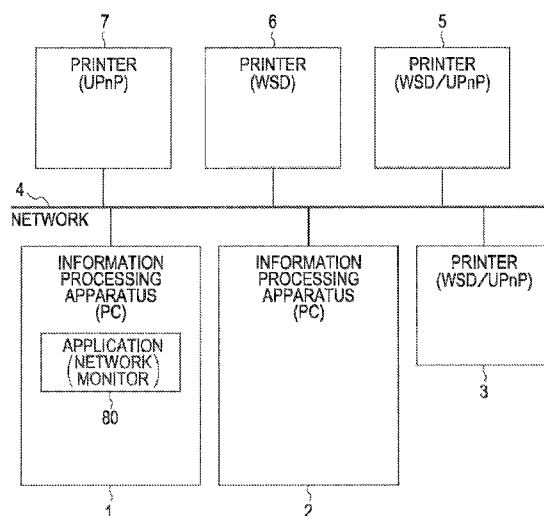 7
6
5
PRINTER
(UPnP)
PRINTER
(WSD)
PRINTER
(WSD/UPnP)
4
NETWORK
INFORMATION
PROCESSING
APPARATUS
(PC)
APPLICATION
(NETWORK
MONITOR)
80
1
INFORMATION
PROCESSING
APPARATUS
(PC)
2
PRINTER
(WSD/UPnP)
3